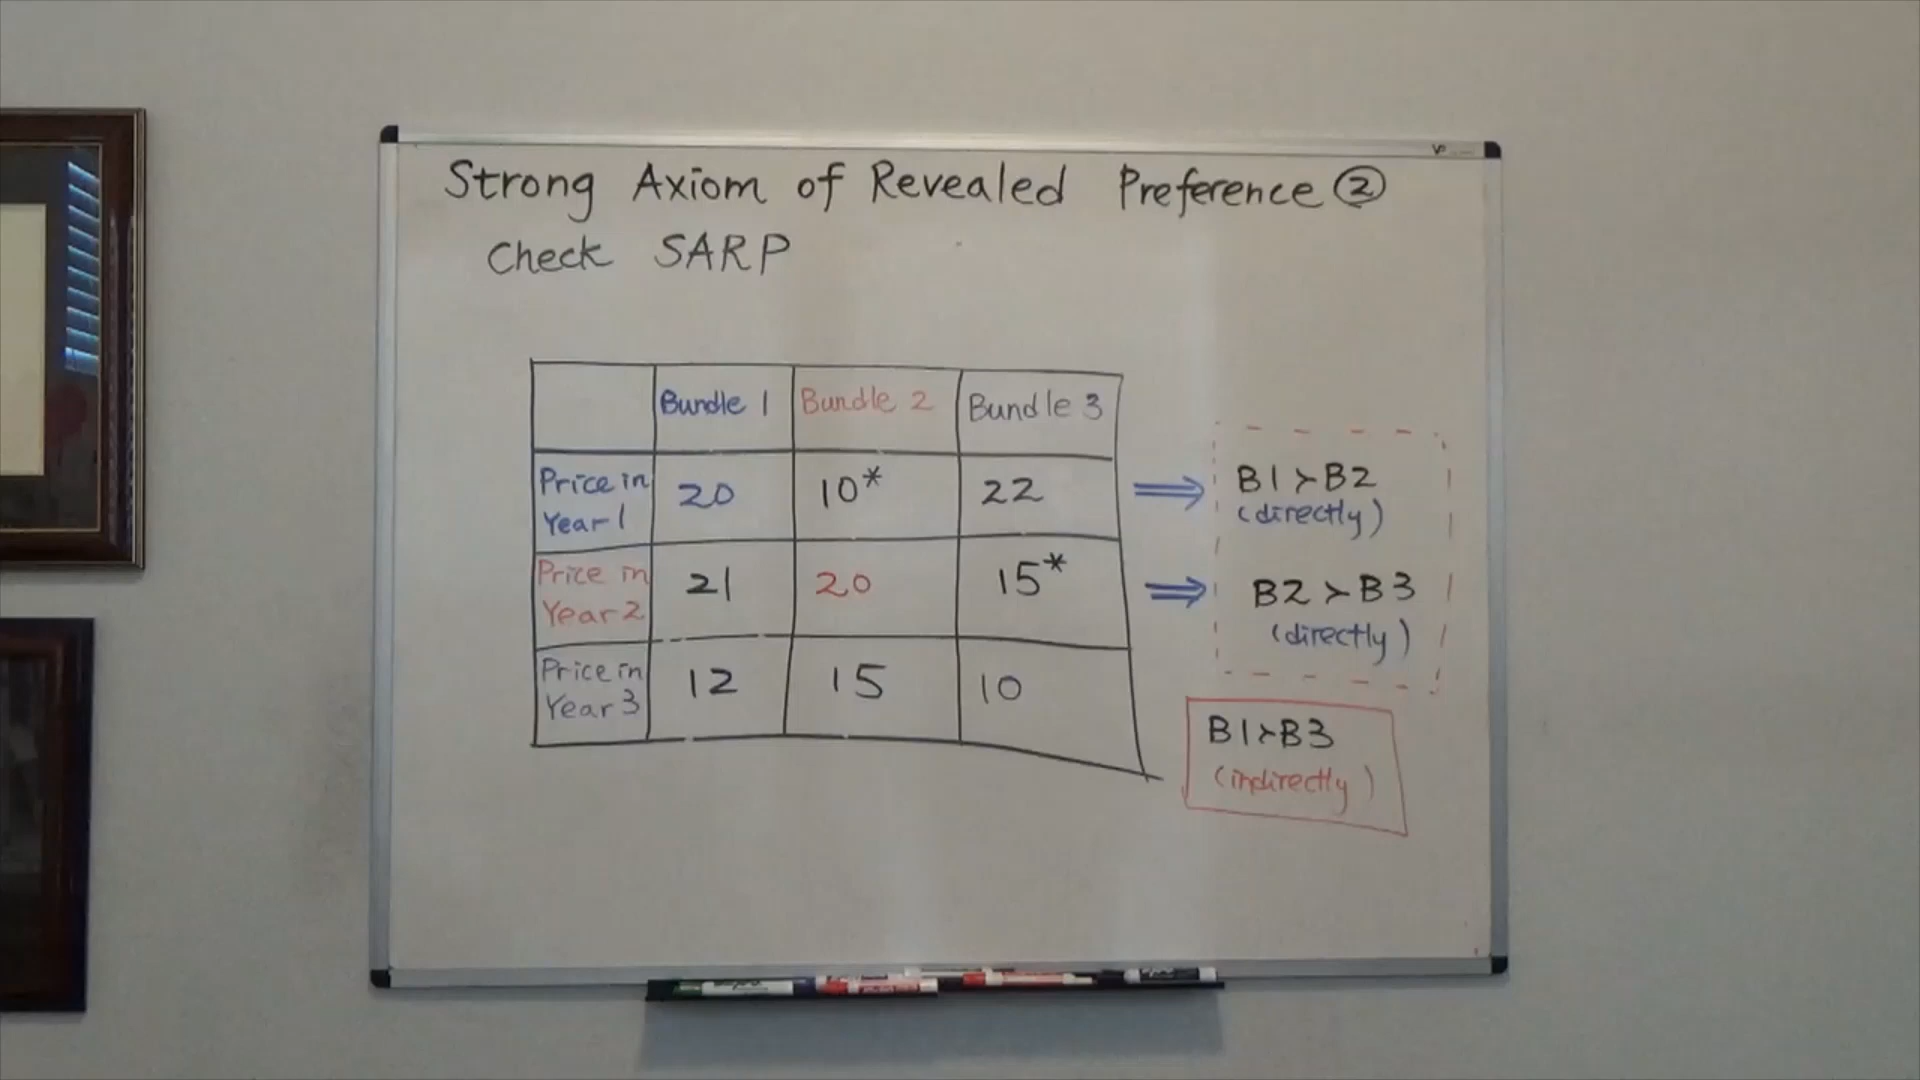 Strong Axiom of Revealed Preference ②
Check SARP
Bundle 1 Bundle 2 Bundle 3
Price in Year 1 20 10* 22
Price in Year 2 21 20 15*
Price in Year 3 12 15 10
B1 ≻ B2
(directly)
B2 ≻ B3
(directly)
B1 ≻ B3
(indirectly)